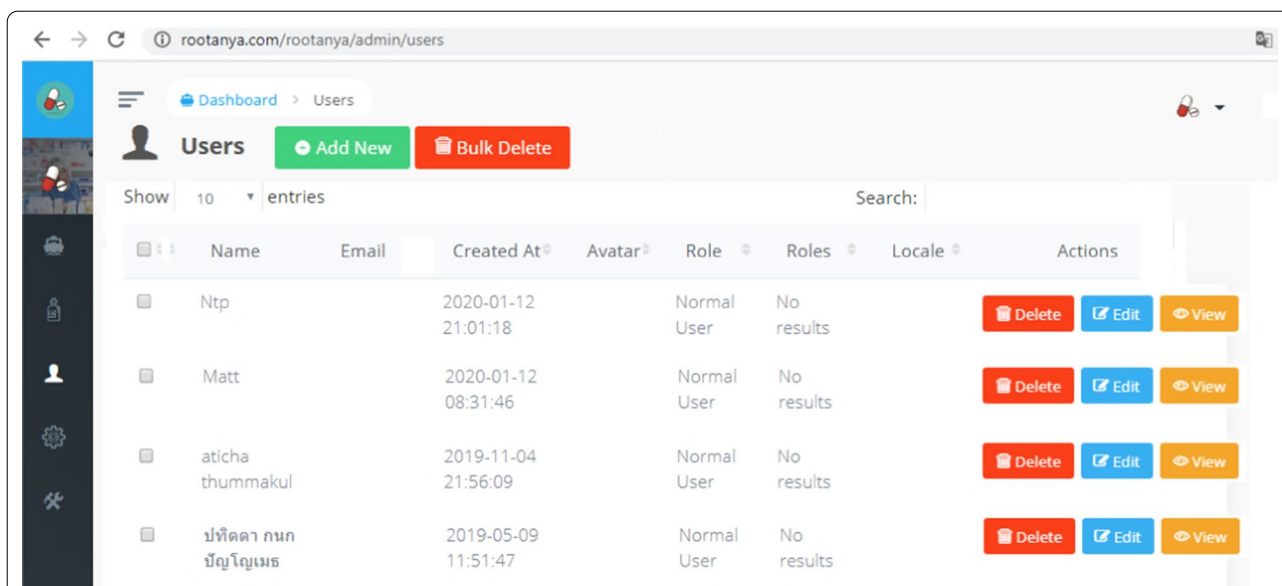 rootanya.com/rootanya/admin/users
Dashboard > Users
Users Add New Bulk Delete
Show 10 entries Search:
Name Email Created At Avatar Role Roles Locale Actions
Ntp 2020-01-12 Normal No
21:01:18 User results
Delete Edit View
Matt 2020-01-12 Normal No
08:31:46 User results
Delete Edit View
aticha 2019-11-04 Normal No
thummakul 21:56:09 User results
Delete Edit View
ปทิตตา กนก 2019-05-09 Normal No
ปัญโญเมธ 11:51:47 User results
Delete Edit View